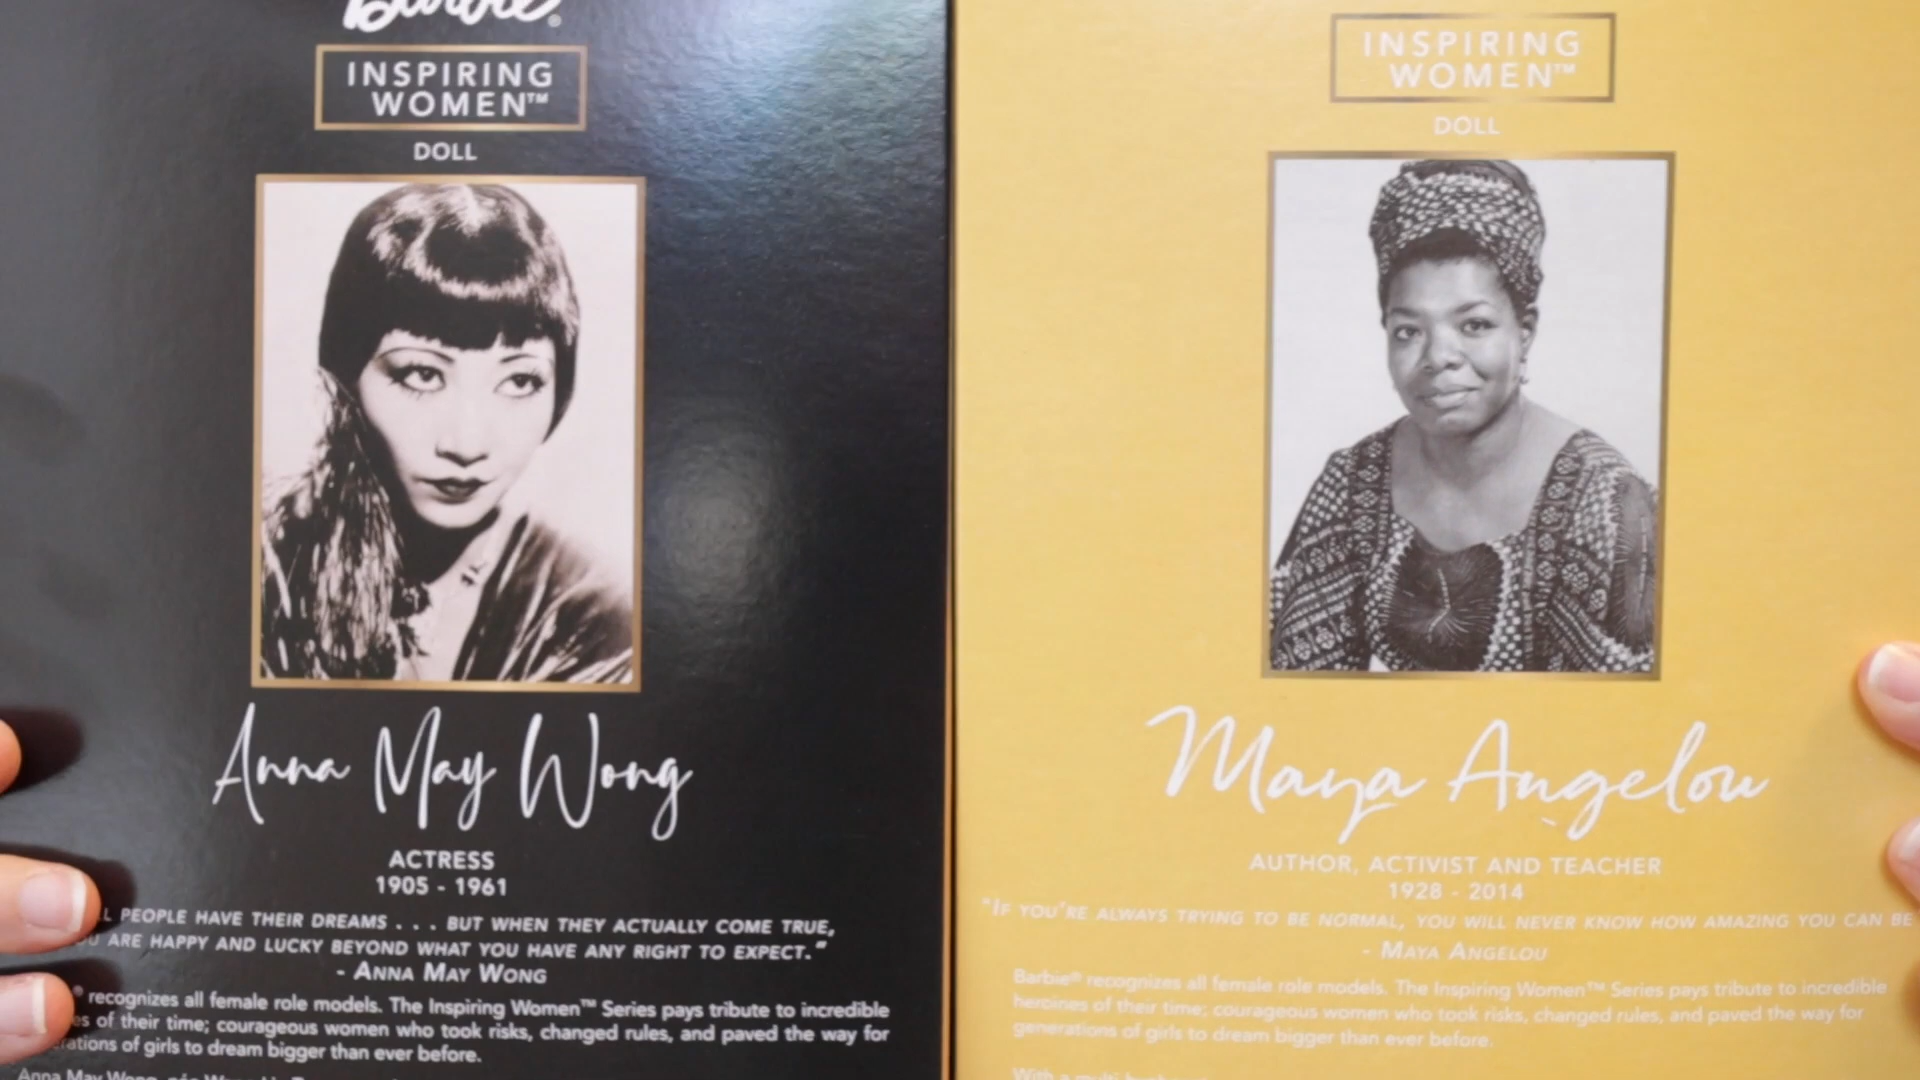 Barbie®
INSPIRING
WOMEN™
DOLL
Anna May Wong
ACTRESS
1905 - 1961
PEOPLE HAVE THEIR DREAMS . . . BUT WHEN THEY ACTUALLY COME TRUE,
ARE HAPPY AND LUCKY BEYOND WHAT YOU HAVE ANY RIGHT TO EXPECT."
- ANNA MAY WONG
® recognizes all female role models. The Inspiring Women™ Series pays tribute to incredible
of their time; courageous women who took risks, changed rules, and paved the way for
of girls to dream bigger than ever before.
Anna May Wong,
INSPIRING
WOMEN™
DOLL
Maya Angelou
AUTHOR, ACTIVIST AND TEACHER
1928 - 2014
"IF YOU'RE ALWAYS TRYING TO BE NORMAL, YOU WILL NEVER KNOW HOW AMAZING YOU CAN BE
- MAYA ANGELOU
Barbie® recognizes all female role models. The Inspiring Women™ Series pays tribute to incredible
heroines of their time; courageous women who took risks, changed rules, and paved the way for
generations of girls to dream bigger than ever before.
With a